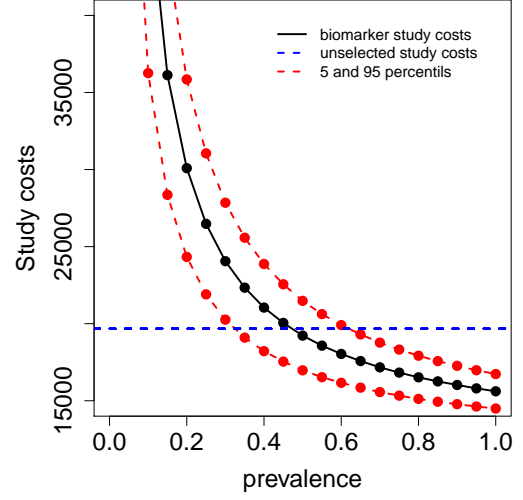 biomarker study costs
unselected study costs
5 and 95 percentils
Study costs
35000
25000
15000
0.0 0.2 0.4 0.6 0.8 1.0
prevalence